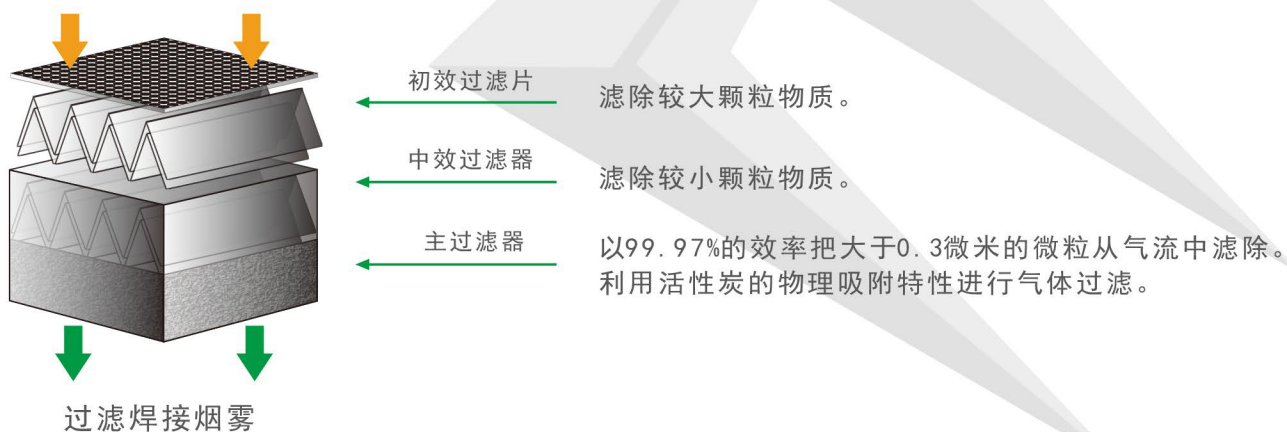 初效过滤片
滤除较大颗粒物质。
中效过滤器
滤除较小颗粒物质。
主过滤器
以99.97%的效率把大于0.3微米的微粒从气流中滤除。
利用活性炭的物理吸附特性进行气体过滤。
过滤焊接烟雾